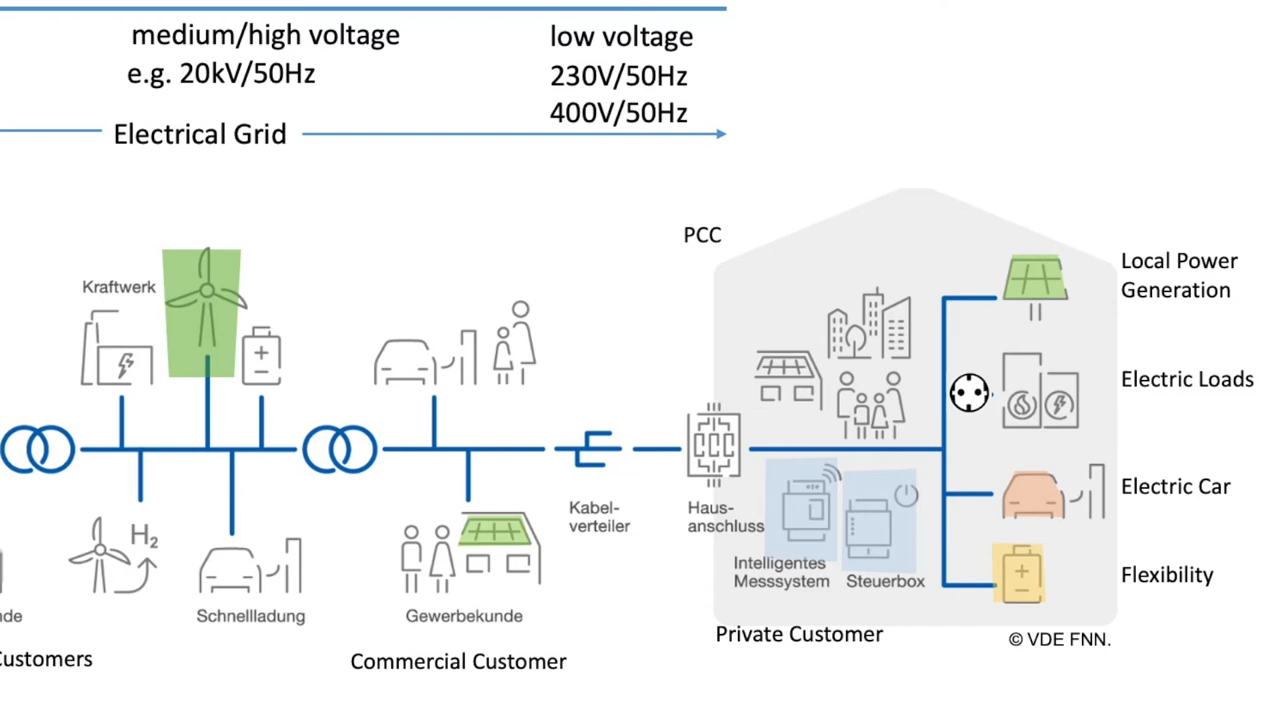 medium/high voltage
e.g. 20kV/50Hz
low voltage
230V/50Hz
400V/50Hz
Electrical Grid
PCC
Kraftwerk
Local Power
Generation
Electric Loads
CCC
Electric Car
Kabel-
verteiler
Haus-
anschluss
H2
Intelligentes
Messsystem
Steuerbox
Flexibility
nde
Schnellladung
Gewerbekunde
Private Customer
© VDE FNN.
Customers
Commercial Customer